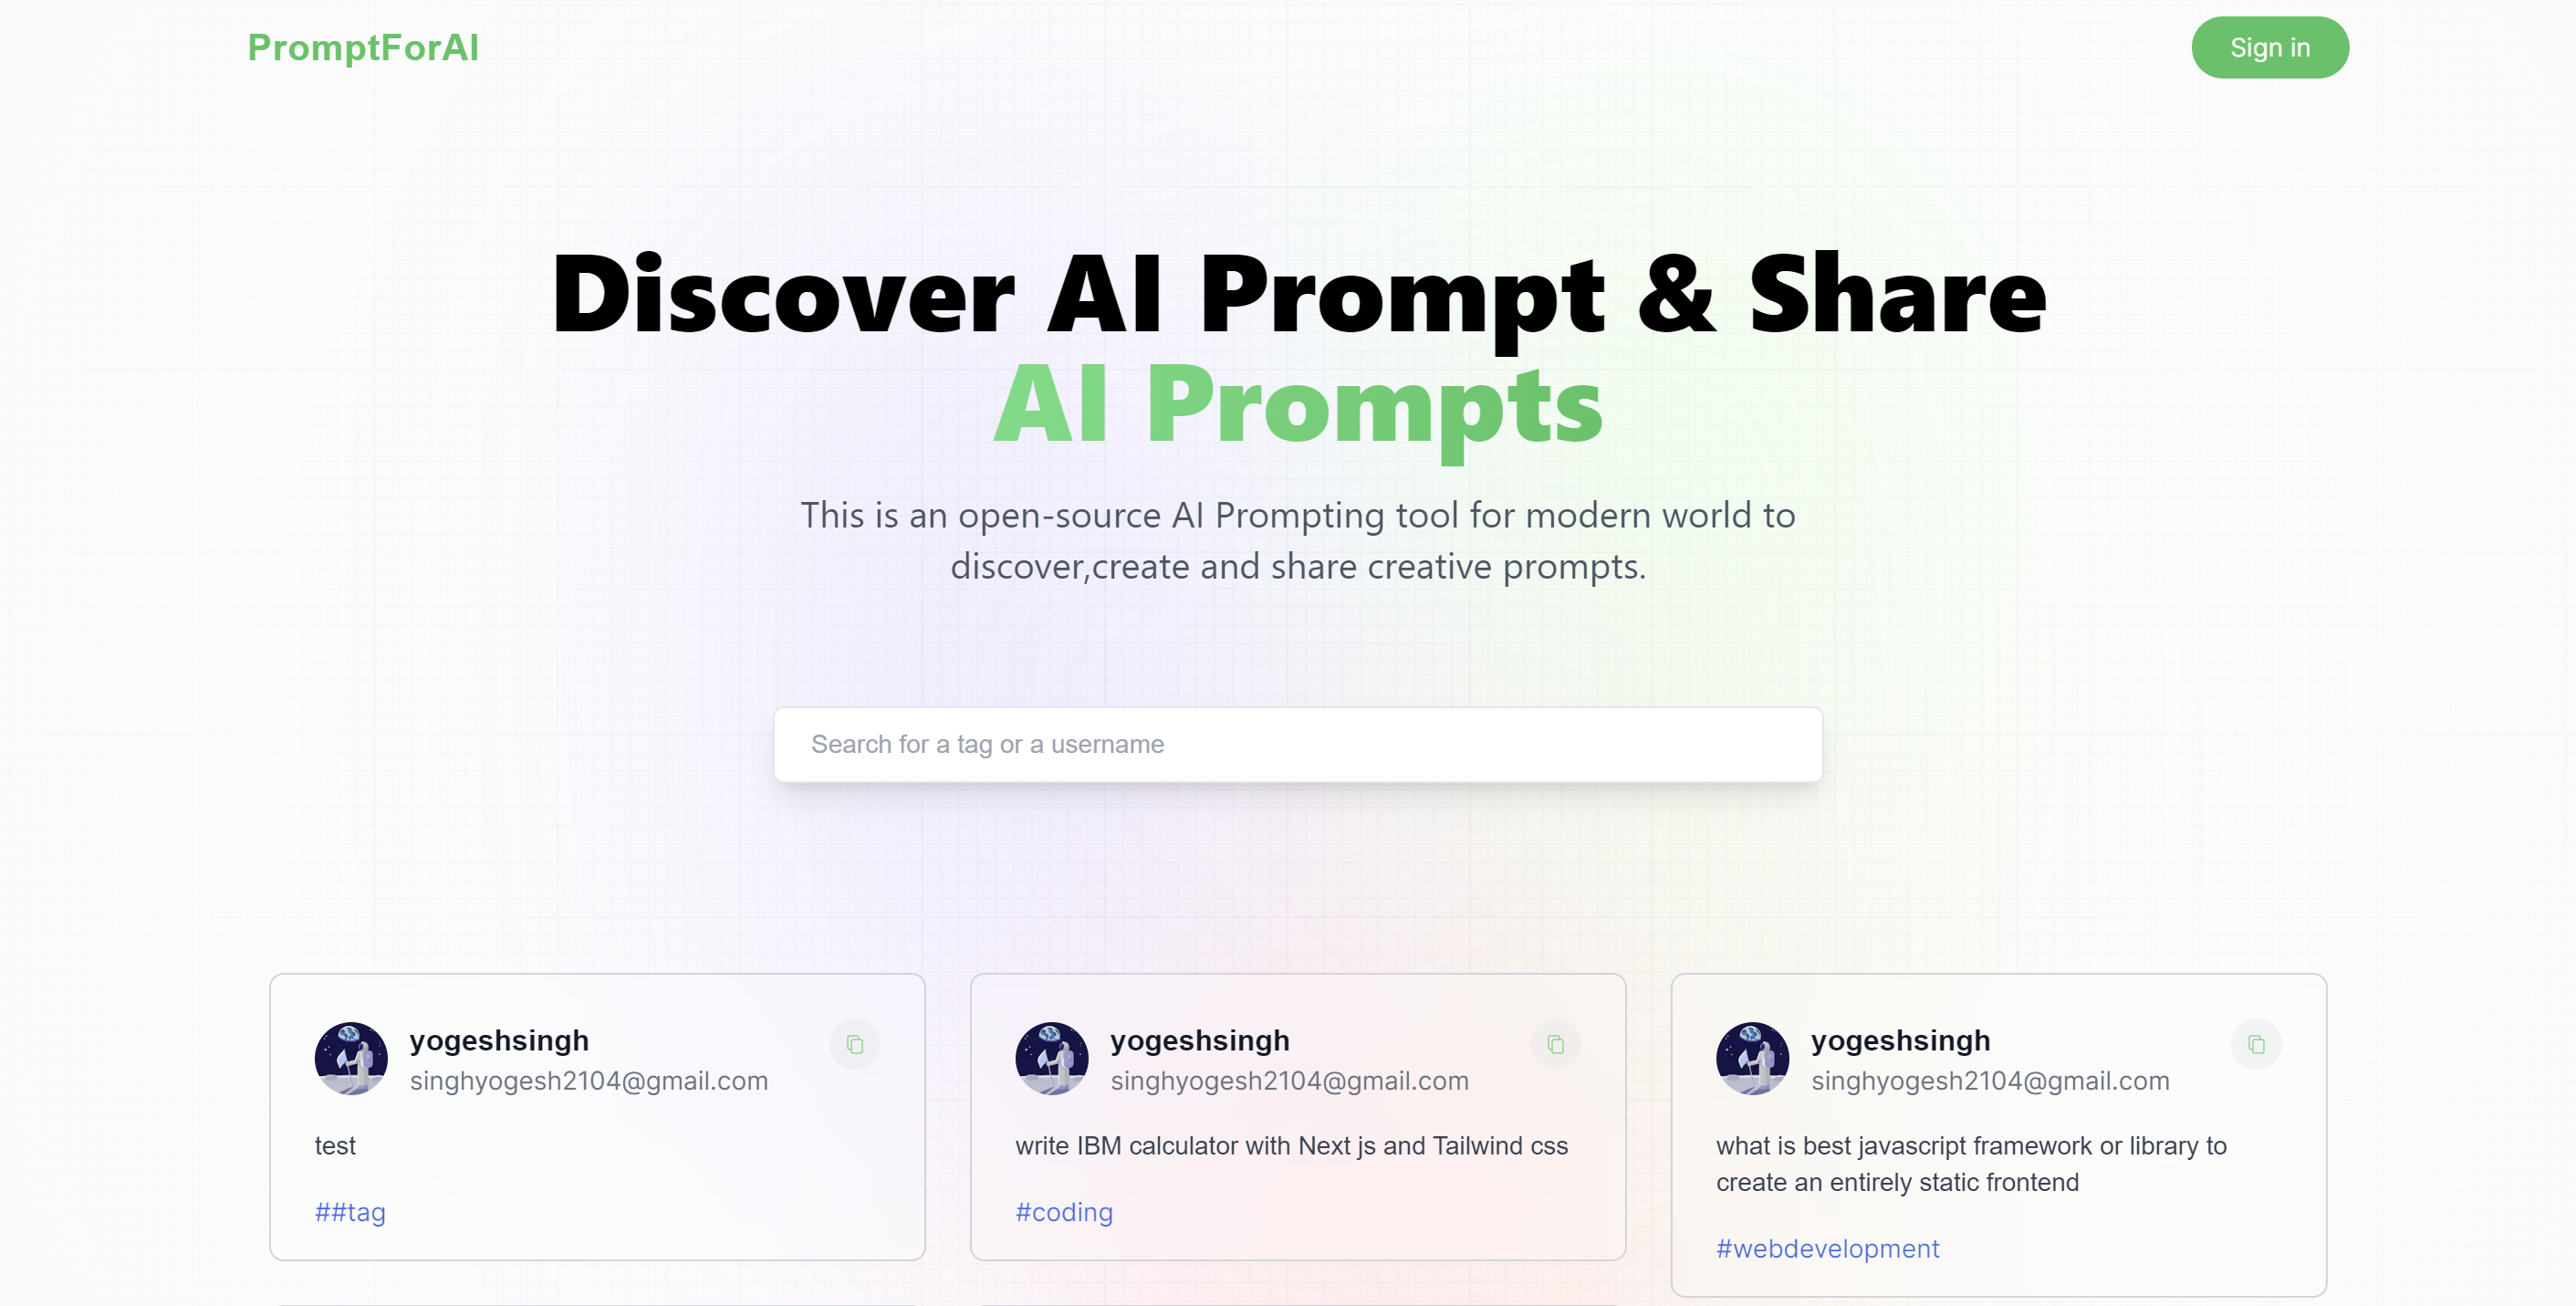 PromptForAI
Sign in
Discover AI Prompt & Share
AI Prompts
This is an open-source AI Prompting tool for modern world to
discover,create and share creative prompts.
Search for a tag or a username
yogeshsingh
singhyogesh2104@gmail.com
test
##tag
yogeshsingh
singhyogesh2104@gmail.com
write IBM calculator with Next js and Tailwind css
#coding
yogeshsingh
singhyogesh2104@gmail.com
what is best javascript framework or library to
create an entirely static frontend
#webdevelopment